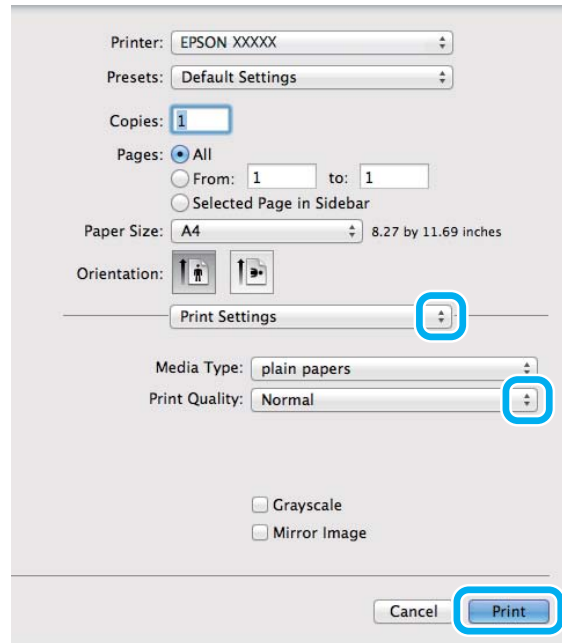 Printer: EPSON XXXXX
Presets: Default Settings
Copies: 1
Pages: All
From: 1 to: 1
Selected Page in Sidebar
Paper Size: A4 8.27 by 11.69 inches
Orientation:
Print Settings
Media Type: plain papers
Print Quality: Normal
Grayscale
Mirror Image
Cancel Print